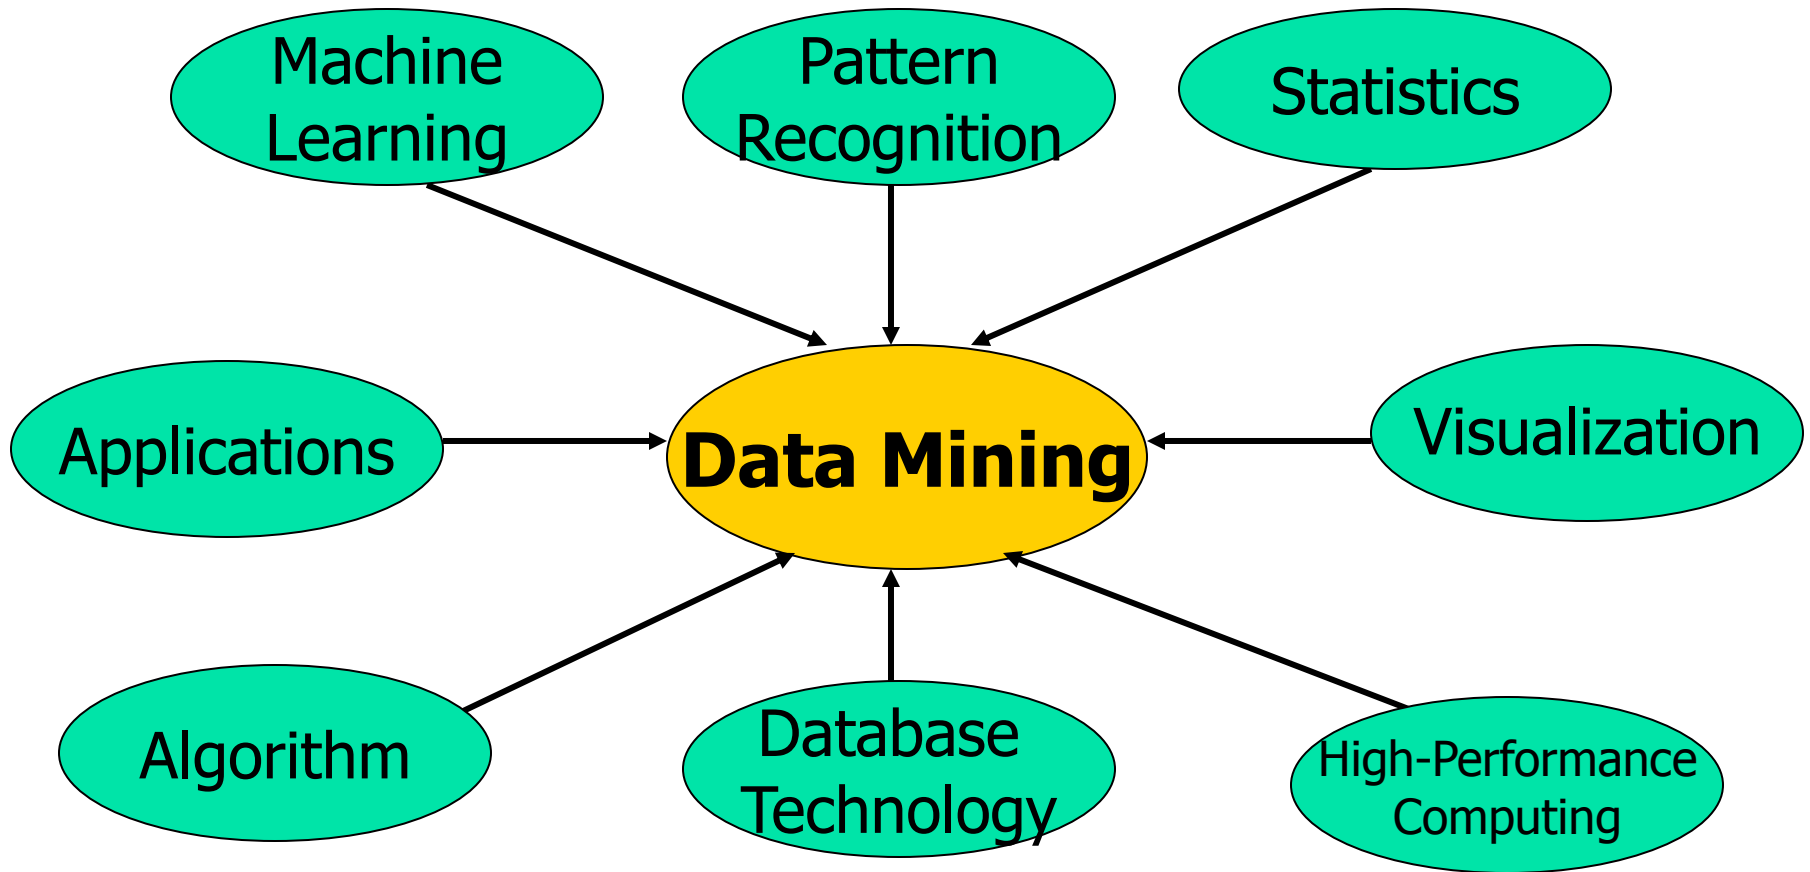 Machine
Learning
Pattern
Recognition
Statistics
Applications
Data Mining
Visualization
Algorithm
Database
Technology
High-Performance
Computing